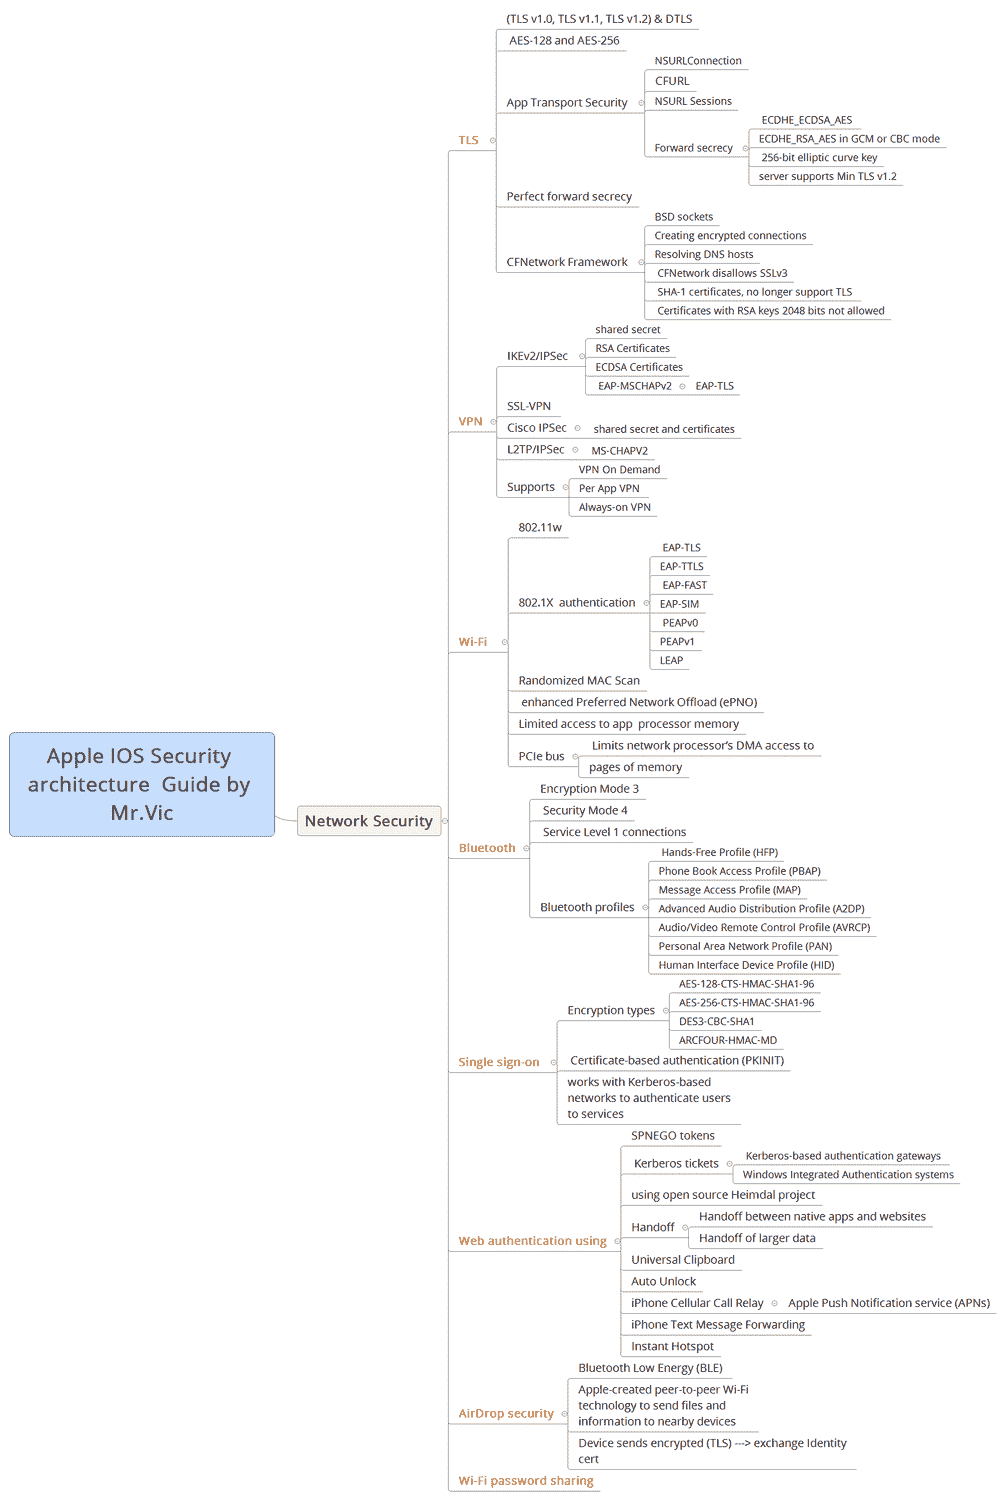 (TLS v1.0, TLS v1.1, TLS v1.2) & DTLS
AES-128 and AES-256
NSURLConnection
CFURL
App Transport Security
NSURL Sessions
ECDHE_ECDSA_AES
ECDHE_RSA_AES in GCM or CBC mode
Forward secrecy
256-bit elliptic curve key
server supports Min TLS v1.2
TLS
Perfect forward secrecy
BSD sockets
Creating encrypted connections
Resolving DNS hosts
CFNetwork Framework
CFNetwork disallows SSLv3
SHA-1 certificates, no longer support TLS
Certificates with RSA keys 2048 bits not allowed
shared secret
RSA Certificates
IKEv2/IPSec
ECDSA Certificates
EAP-MSCHAPv2
EAP-TLS
SSL-VPN
VPN
Cisco IPSec
shared secret and certificates
L2TP/IPSec
MS-CHAPV2
VPN On Demand
Supports
Per App VPN
Always-on VPN
802.11w
EAP-TLS
EAP-TTLS
EAP-FAST
802.1X  authentication
EAP-SIM
PEAPv0
PEAPv1
LEAP
Wi-Fi
Randomized MAC Scan
enhanced Preferred Network Offload (ePNO)
Limited access to app  processor memory
PCIe bus
Limits network processor's DMA access to
pages of memory
Apple IOS Security
architecture  Guide by
Mr.Vic
Network Security
Encryption Mode 3
Security Mode 4
Service Level 1 connections
Bluetooth
Hands-Free Profile (HFP)
Phone Book Access Profile (PBAP)
Message Access Profile (MAP)
Bluetooth profiles
Advanced Audio Distribution Profile (A2DP)
Audio/Video Remote Control Profile (AVRCP)
Personal Area Network Profile (PAN)
Human Interface Device Profile (HID)
AES-128-CTS-HMAC-SHA1-96
AES-256-CTS-HMAC-SHA1-96
Encryption types
DES3-CBC-SHA1
ARCFOUR-HMAC-MD
Single sign-on
Certificate-based authentication (PKINIT)
works with Kerberos-based
networks to authenticate users
to services
SPNEGO tokens
Kerberos tickets
Kerberos-based authentication gateways
Windows Integrated Authentication systems
using open source Heimdal project
Handoff
Handoff between native apps and websites
Handoff of larger data
Web authentication using
Universal Clipboard
Auto Unlock
iPhone Cellular Call Relay
Apple Push Notification service (APNs)
iPhone Text Message Forwarding
Instant Hotspot
Bluetooth Low Energy (BLE)
AirDrop security
Apple-created peer-to-peer Wi-Fi
technology to send files and
information to nearby devices
Device sends encrypted (TLS) ---> exchange Identity
cert
Wi-Fi password sharing